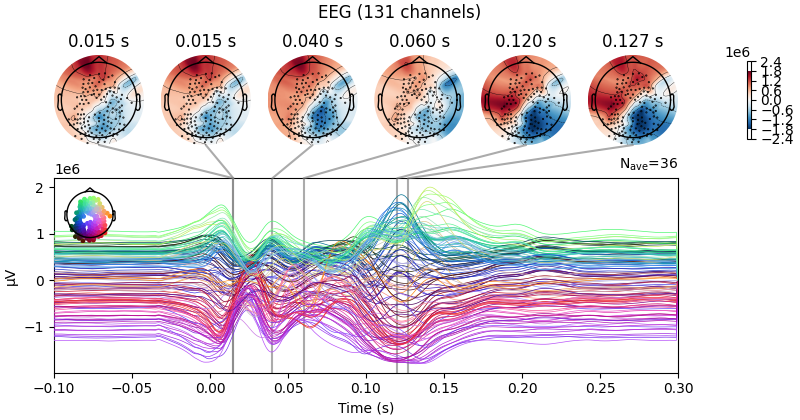 EEG (131 channels)
0.015 s 0.015 s 0.040 s 0.060 s 0.120 s 0.127 s
1e6
2.4
1.8
1.2
0.6
0.0
−0.6
−1.2
−1.8
−2.4
1e6
Nave=36
2
1
0
−1
µV
−0.10 −0.05 0.00 0.05 0.10 0.15 0.20 0.25 0.30
Time (s)